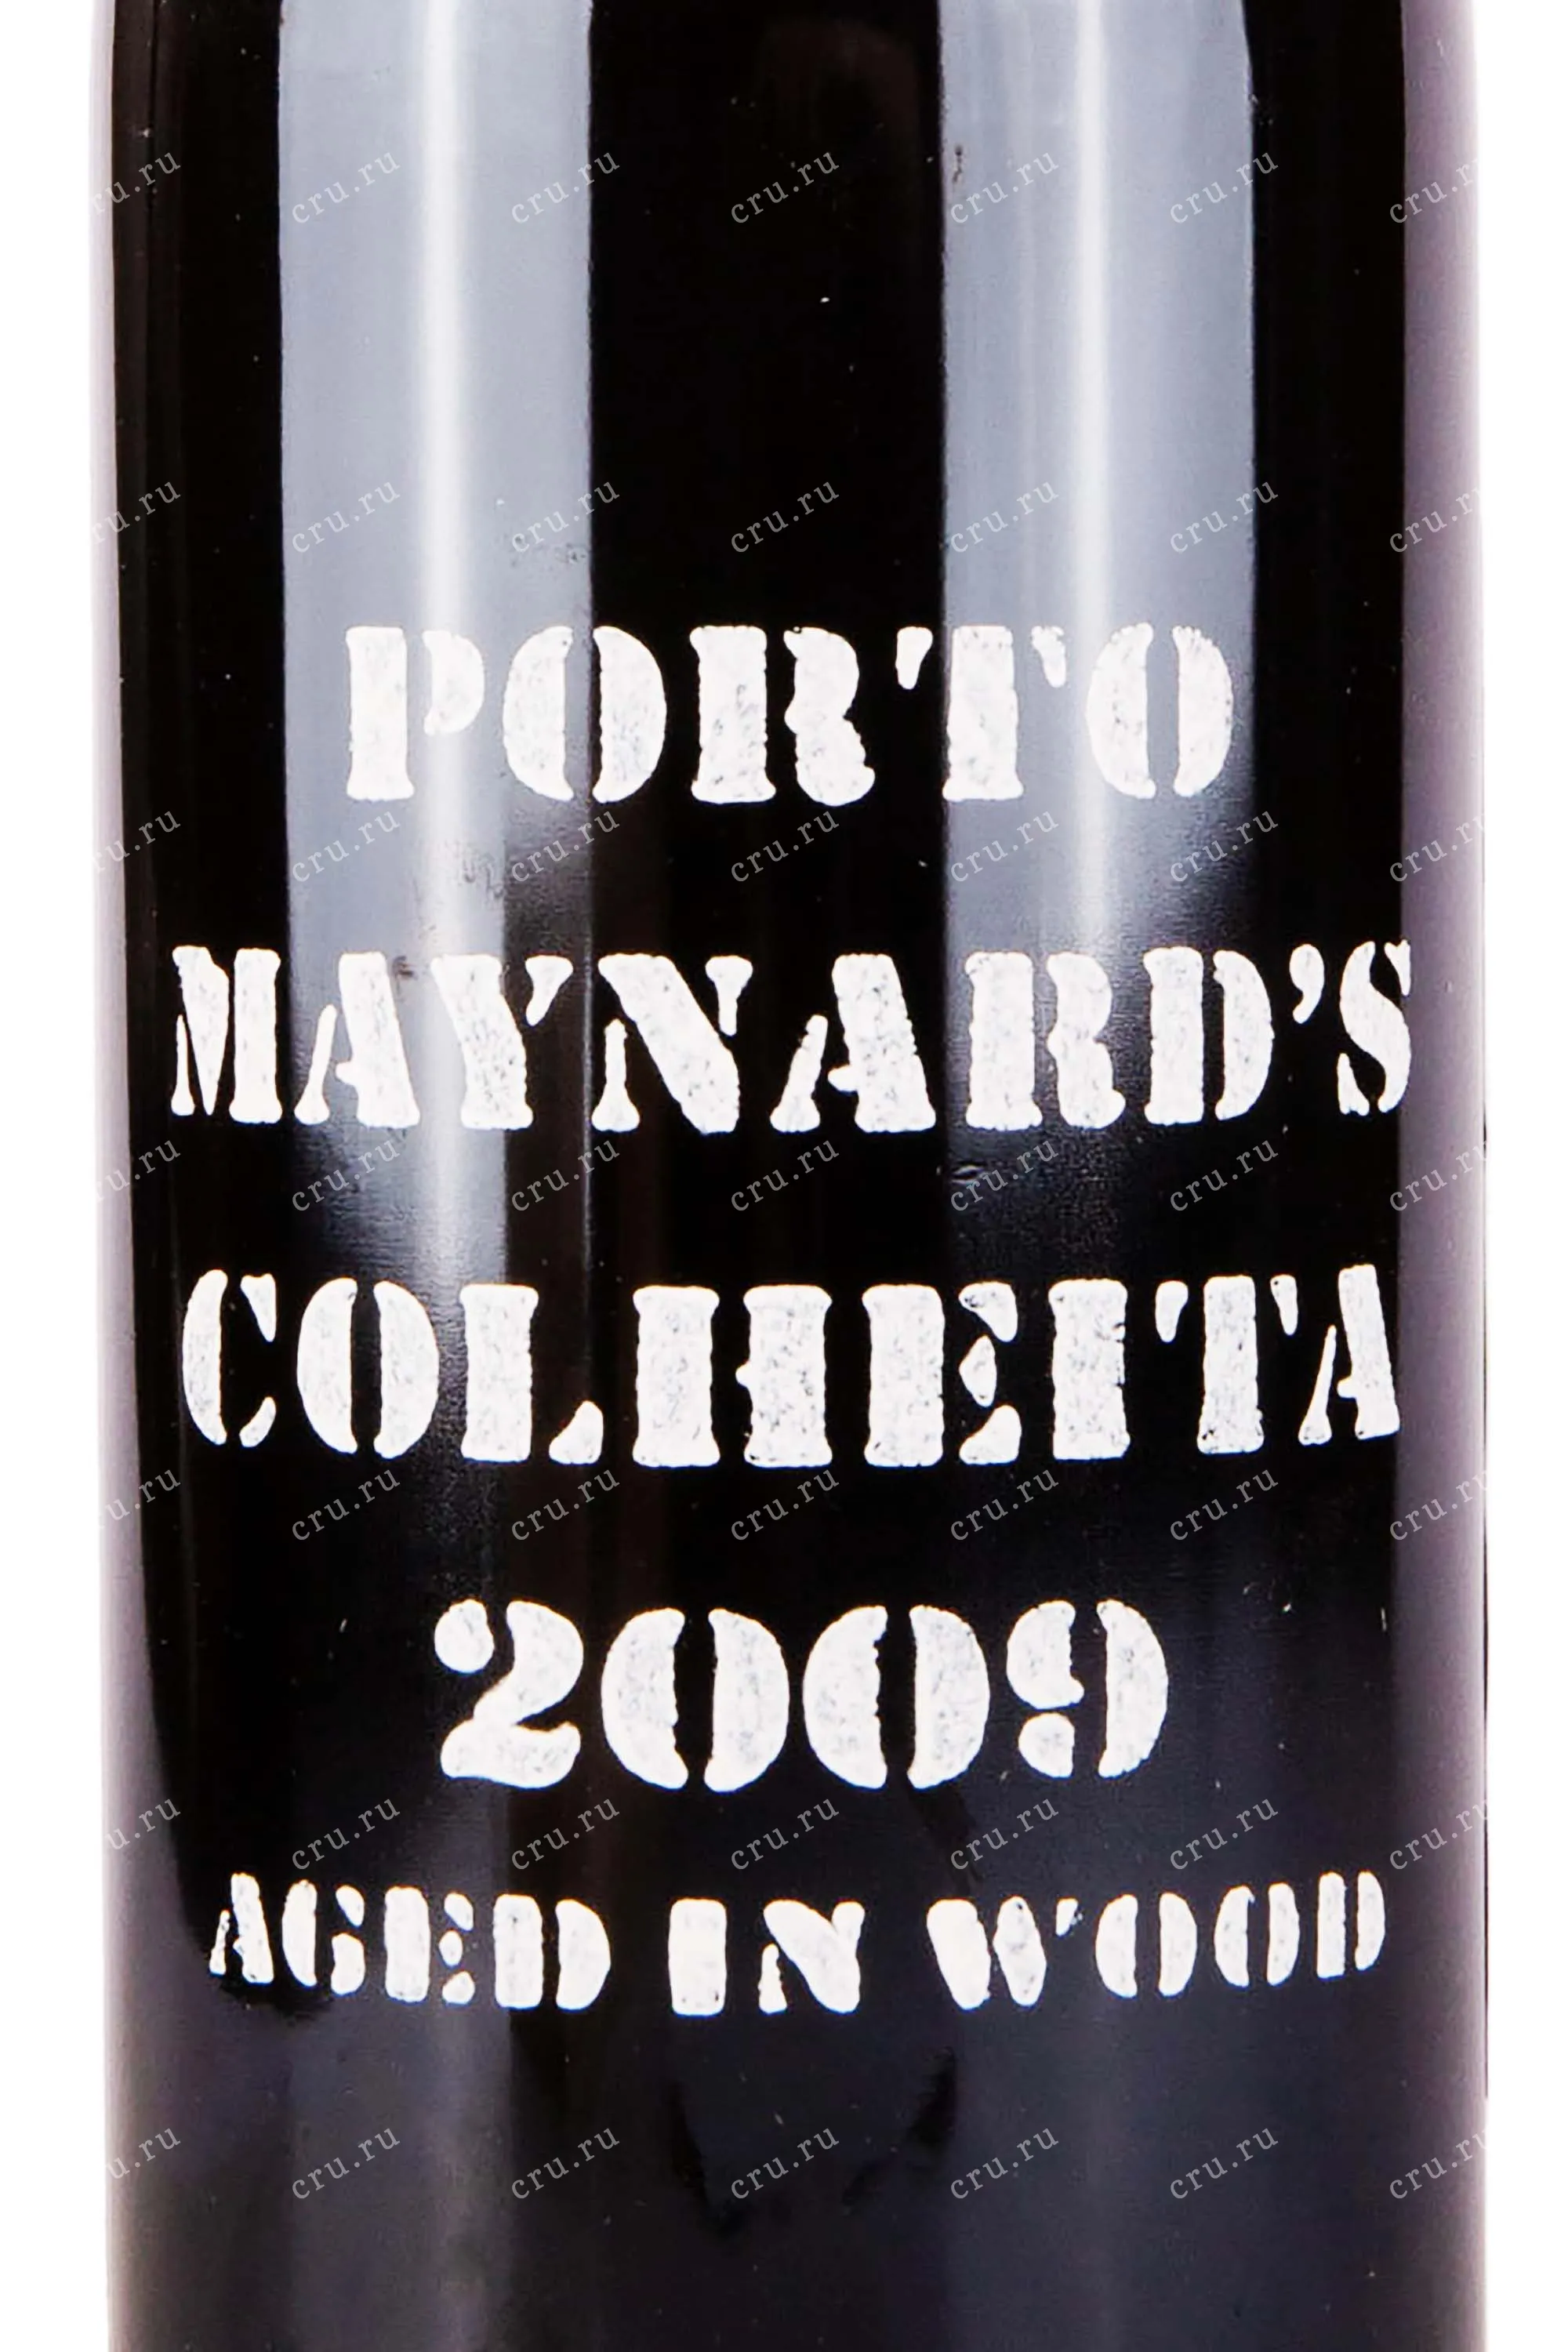 PORTO
MAYNARD'S
COLHEITA
2009
AGED IN WOOD
cru.ru